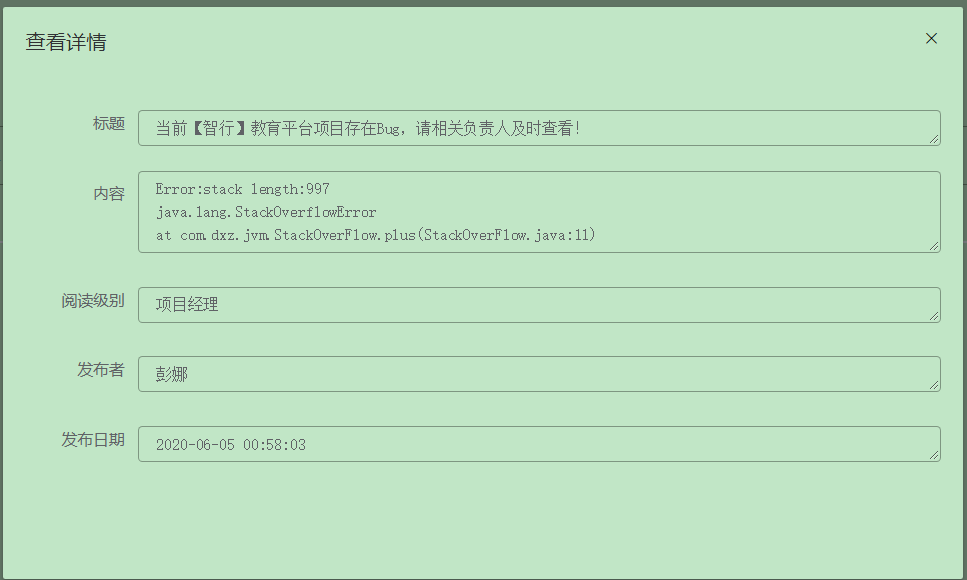 查看详情
标题
当前【智行】教育平台项目存在Bug，请相关负责人及时查看！
内容
Error:stack length:997
java.lang.StackOverflowError
at com.dxz.jvm.StackOverFlow.plus(StackOverFlow.java:11)
阅读级别
项目经理
发布者
彭娜
发布日期
2020-06-05 00:58:03